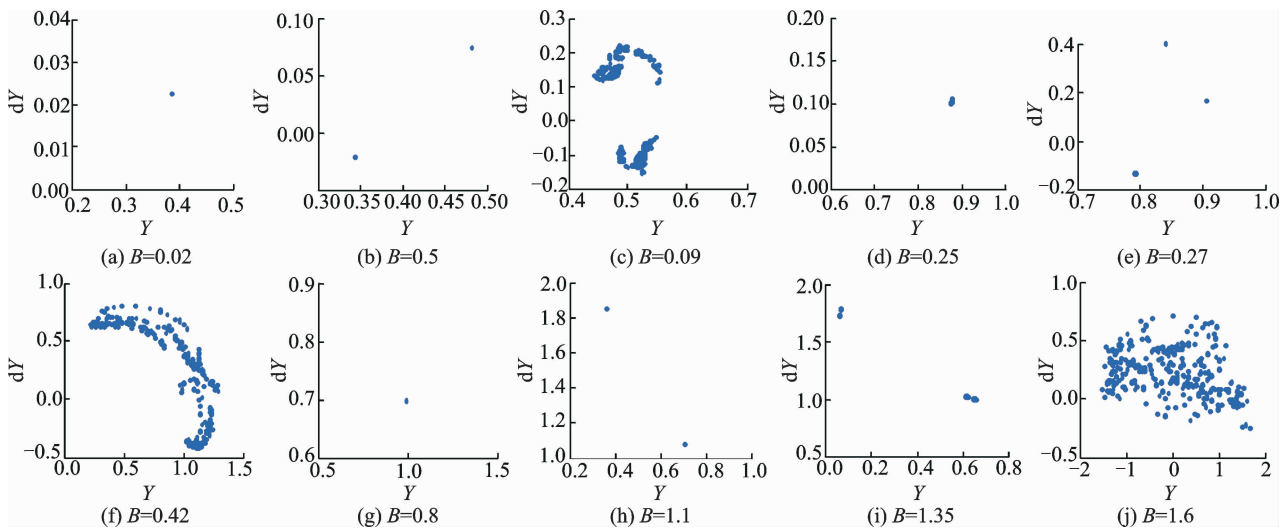 0.04
0.03
0.02
0.01
0.00
0.2
0.3
0.4
0.5
dY
Y
(a) B=0.02
0.10
0.05
0.00
0.30
0.35
0.40
0.45
0.50
dY
Y
(b) B=0.5
0.3
0.2
0.1
0.0
−0.1
−0.2
0.4
0.5
0.6
0.7
dY
Y
(c) B=0.09
0.20
0.15
0.10
0.05
0.00
0.6
0.7
0.8
0.9
1.0
dY
Y
(d) B=0.25
0.4
0.2
0.0
−0.2
0.7
0.8
0.9
1.0
dY
Y
(e) B=0.27
1.0
0.5
0.0
−0.5
0.0
0.5
1.0
1.5
dY
Y
(f) B=0.42
0.9
0.8
0.7
0.6
0.5
1.0
1.5
dY
Y
(g) B=0.8
2.0
1.8
1.6
1.4
1.2
1.0
0.2
0.4
0.6
0.8
1.0
dY
Y
(h) B=1.1
2.0
1.5
1.0
0.5
0.0
0.2
0.4
0.6
0.8
dY
Y
(i) B=1.35
1.0
0.5
0.0
−0.5
−2
−1
0
1
2
dY
Y
(j) B=1.6